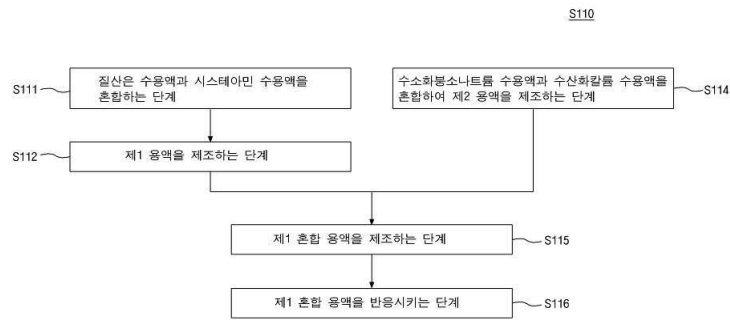 S110
S111
질산은 수용액과 시스테아민 수용액을
혼합하는 단계
수소화붕소나트륨 수용액과 수산화칼륨 수용액을
혼합하여 제2 용액을 제조하는 단계
S114
S112
제1 용액을 제조하는 단계
제1 혼합 용액을 제조하는 단계
S115
제1 혼합 용액을 반응시키는 단계
S116